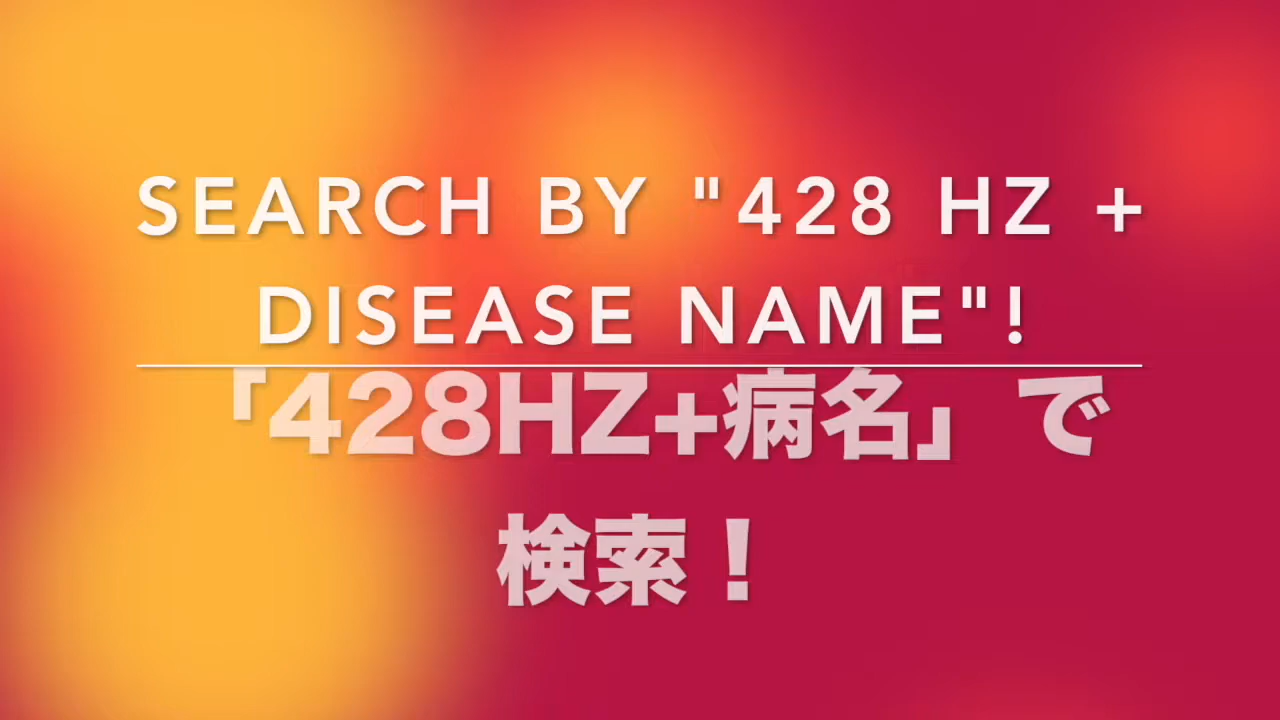 SEARCH BY "428 HZ +
DISEASE NAME"!
「428HZ+病名」で
検索！